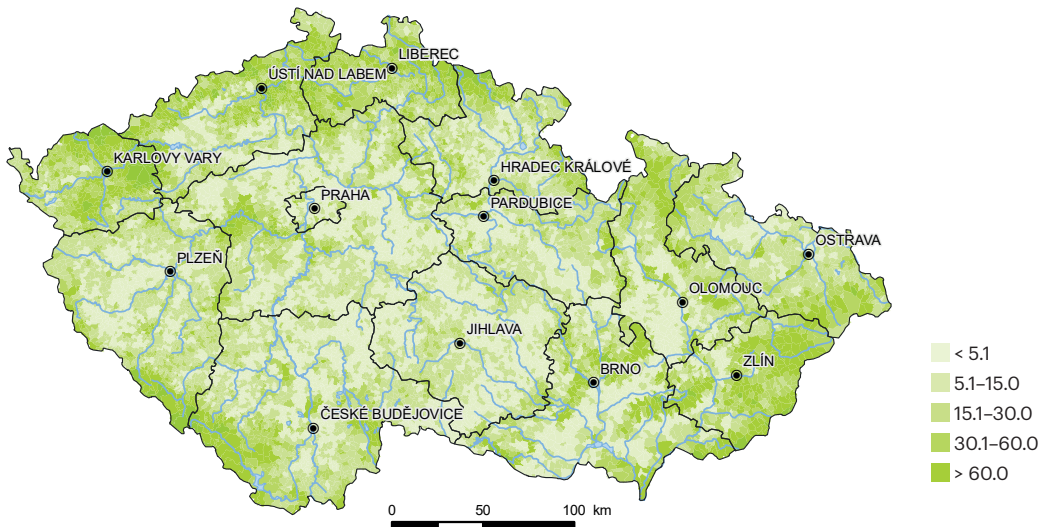 LIBEREC
ÚSTÍ NAD LABEM
KARLOVY VARY
HRADEC KRÁLOVÉ
PRAHA
PARDUBICE
OSTRAVA
PLZEŇ
OLOMOUC
JIHLAVA
BRNO
ZLÍN
ČESKÉ BUDĚJOVICE
< 5.1
5.1–15.0
15.1–30.0
30.1–60.0
> 60.0
0 50 100 km